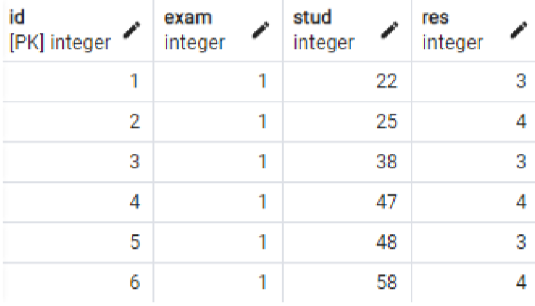 id exam stud res
[PK] integer integer integer integer
1 1 22 3
2 1 25 4
3 1 38 3
4 1 47 4
5 1 48 3
6 1 58 4